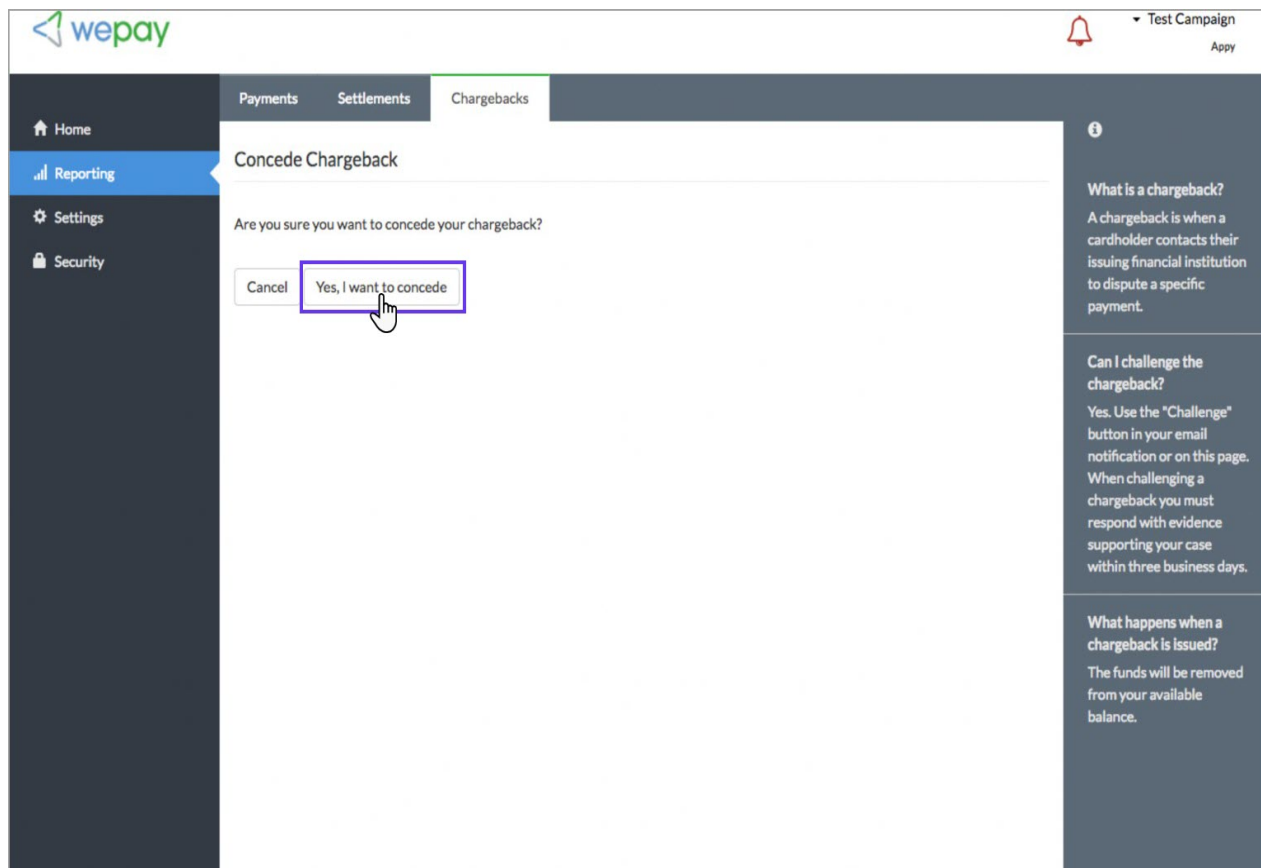 wepay
Test Campaign
Appy
Payments
Settlements
Chargebacks
Home
Reporting
Settings
Security
Concede Chargeback
Are you sure you want to concede your chargeback?
Cancel
Yes, I want to concede
What is a chargeback?
A chargeback is when a
cardholder contacts their
issuing financial institution
to dispute a specific
payment.
Can I challenge the
chargeback?
Yes. Use the "Challenge"
button in your email
notification or on this page.
When challenging a
chargeback you must
respond with evidence
supporting your case
within three business days.
What happens when a
chargeback is issued?
The funds will be removed
from your available
balance.